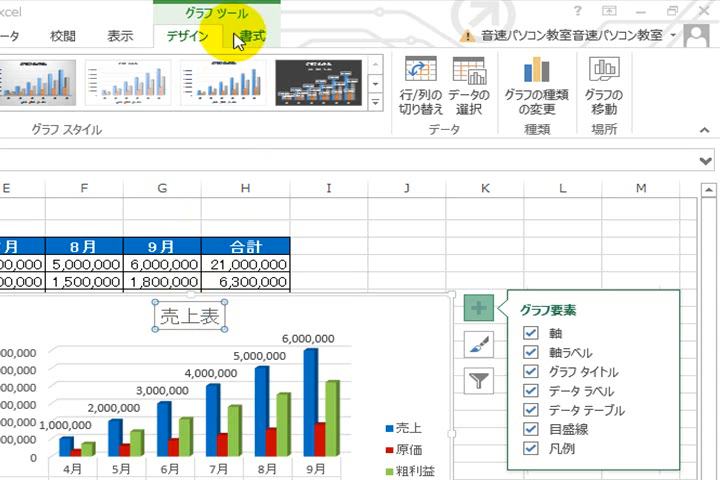 xcel
グラフ ツール
?
ータ 校閲 表示 デザイン 書式
音速パソコン教室音速パソコン教室
行/列の
切り替え
データの
選択
グラフの種類
の変更
グラフの
移動
グラフ スタイル
データ
種類
場所
E F G H I J K L M
月 8月 9月 合計
00,000 5,000,000 6,000,000 21,000,000
00,000 1,500,000 1,800,000 6,300,000
売上表
グラフ要素
軸
軸ラベル
グラフ タイトル
データ ラベル
データ テーブル
目盛線
凡例
6,000,000
5,000,000
4,000,000
3,000,000
2,000,000
1,000,000
000,000
000,000
000,000
000,000
000,000
000,000
0
4月 5月 6月 7月 8月 9月
売上
原価
粗利益